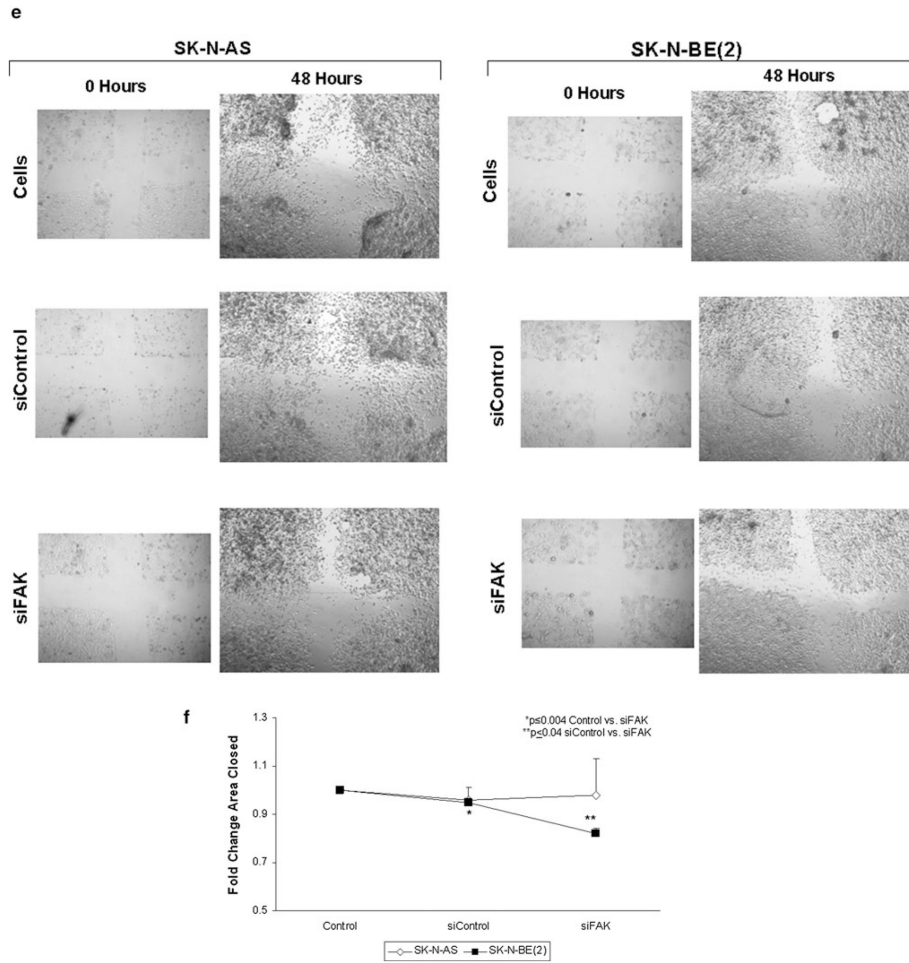 e
SK-N-AS
SK-N-BE(2)
0 Hours
48 Hours
0 Hours
48 Hours
Cells
Cells
siControl
siControl
siFAK
siFAK
f
1.3
1.1
0.9
0.7
0.5
Fold Change Area Closed
*p≤0.004 Control vs. siFAK
**p≤0.04 siControl vs. siFAK
*
**
Control
siControl
siFAK
SK-N-AS
SK-N-BE(2)